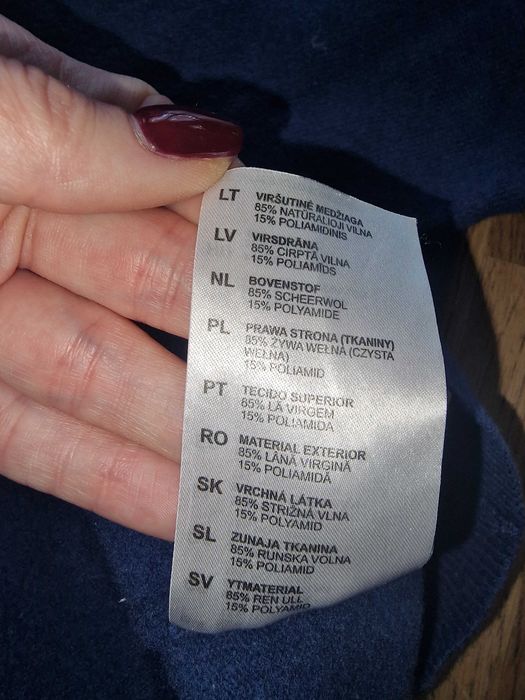 LT VIRŠUTINĖ MEDŽIAGA
85% NATŪRALIOJI VILNA
15% POLIAMIDINIS
LV VIRSDRĀNA
85% CIRPTĀ VILNA
15% POLIAMĪDS
NL BOVENSTOF
85% SCHEERWOL
15% POLYAMIDE
PL PRAWA STRONA (TKANINY)
85% ŻYWA WEŁNA (CZYSTA
WEŁNA)
15% POLIAMID
PT TECIDO SUPERIOR
85% LÃ VIRGEM
15% POLIAMIDA
RO MATERIAL EXTERIOR
85% LÂNĂ VIRGINĂ
15% POLIAMIDĂ
SK VRCHNÁ LÁTKA
85% STRIŽNÁ VLNA
15% POLYAMID
SL ZUNAJA TKANINA
85% RUNSKA VOLNA
15% POLIAMID
SV YTMATERIAL
85% REN ULL
15% POLYAMID